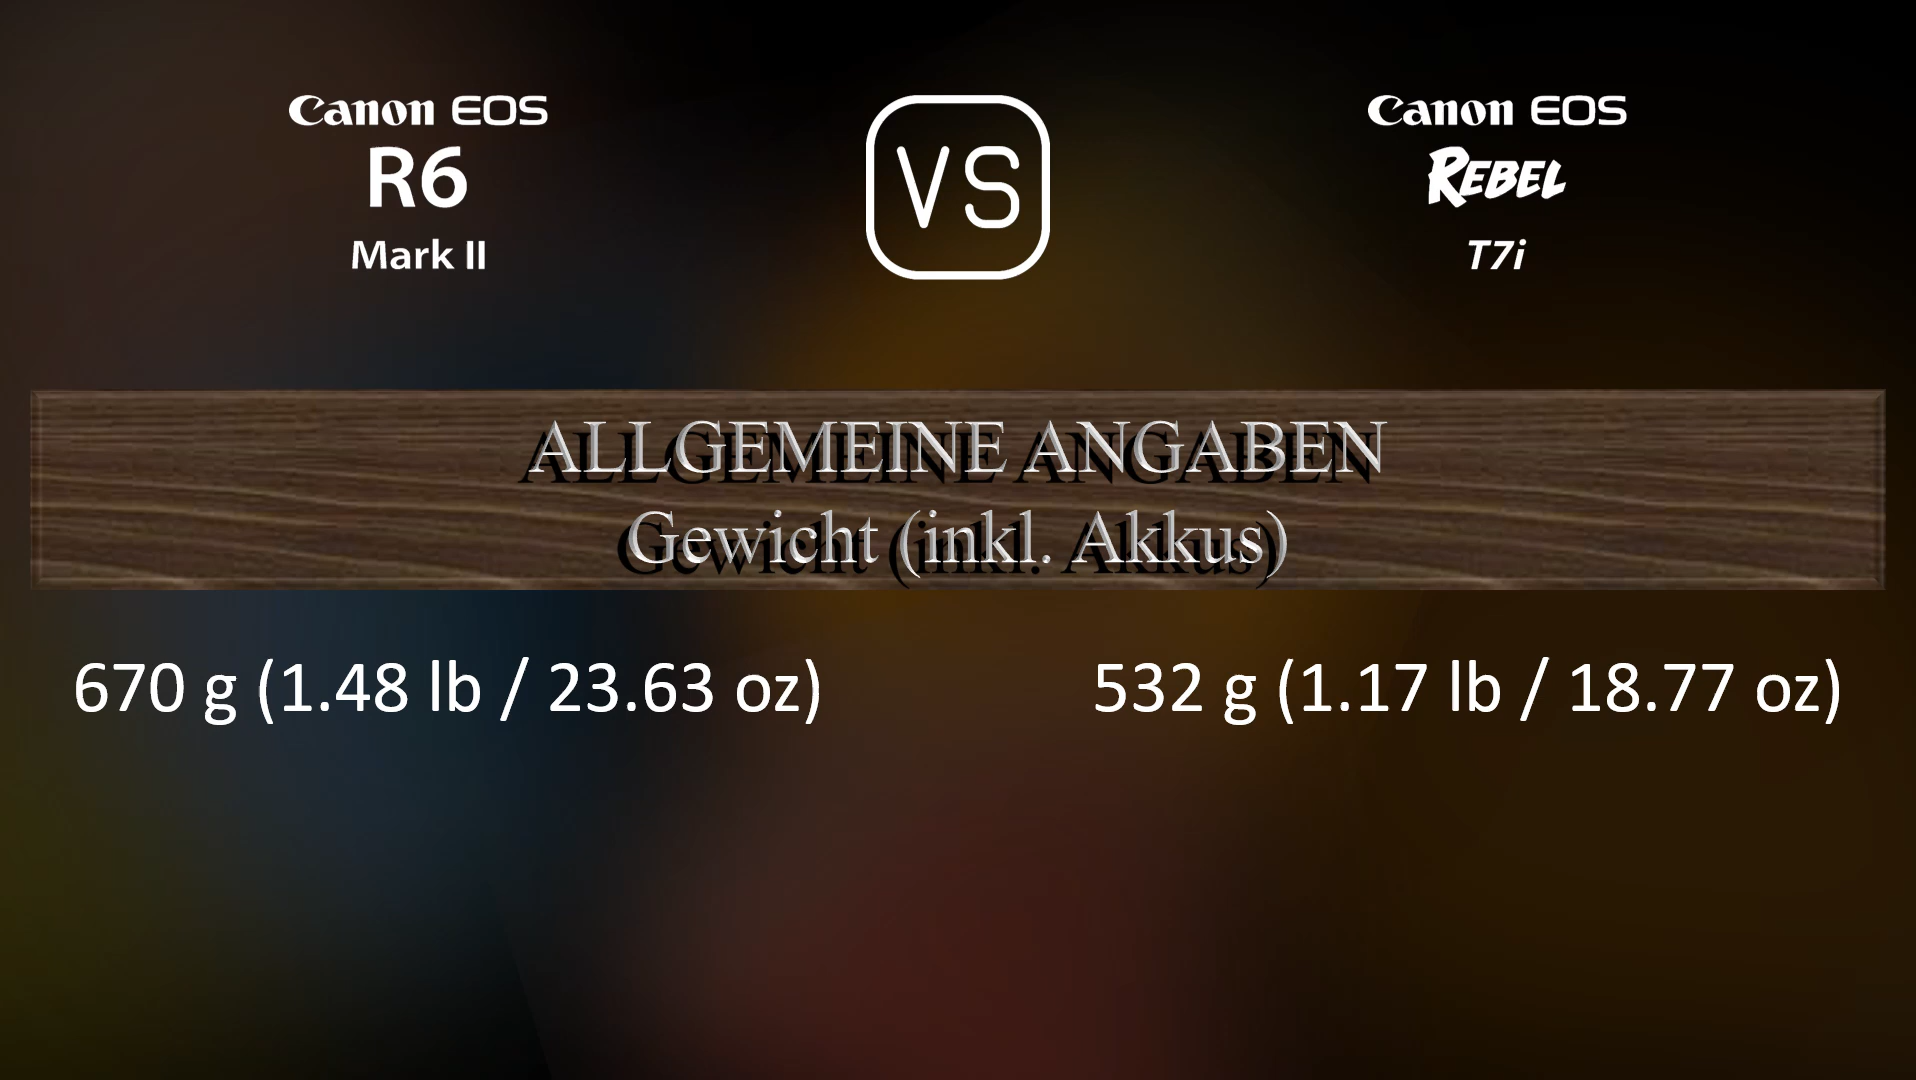 Canon EOS
R6
Mark II
VS
Canon EOS
REBEL
T7i
ALLGEMEINE ANGABEN
Gewicht (inkl. Akkus)
670 g (1.48 lb / 23.63 oz)
532 g (1.17 lb / 18.77 oz)